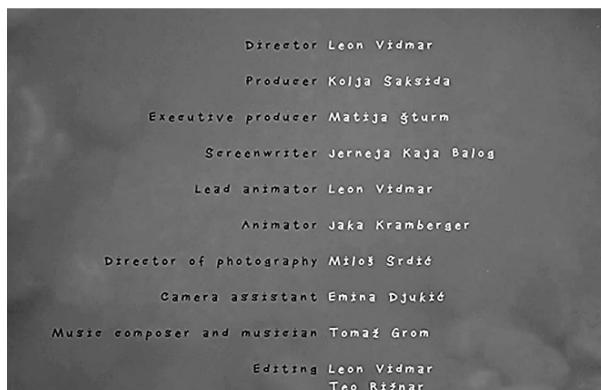 Director Leon Vidmar
Producer Kolja Saksida
Executive producer Matija Šturm
Screenwriter Jerneja Kaja Balog
Lead animator Leon Vidmar
Animator Jaka Kramberger
Director of photography Miloš Srdić
Camera assistant Emina Djukić
Music composer and musician Tomaž Grom
Editing Leon Vidmar
Teo Rižnar